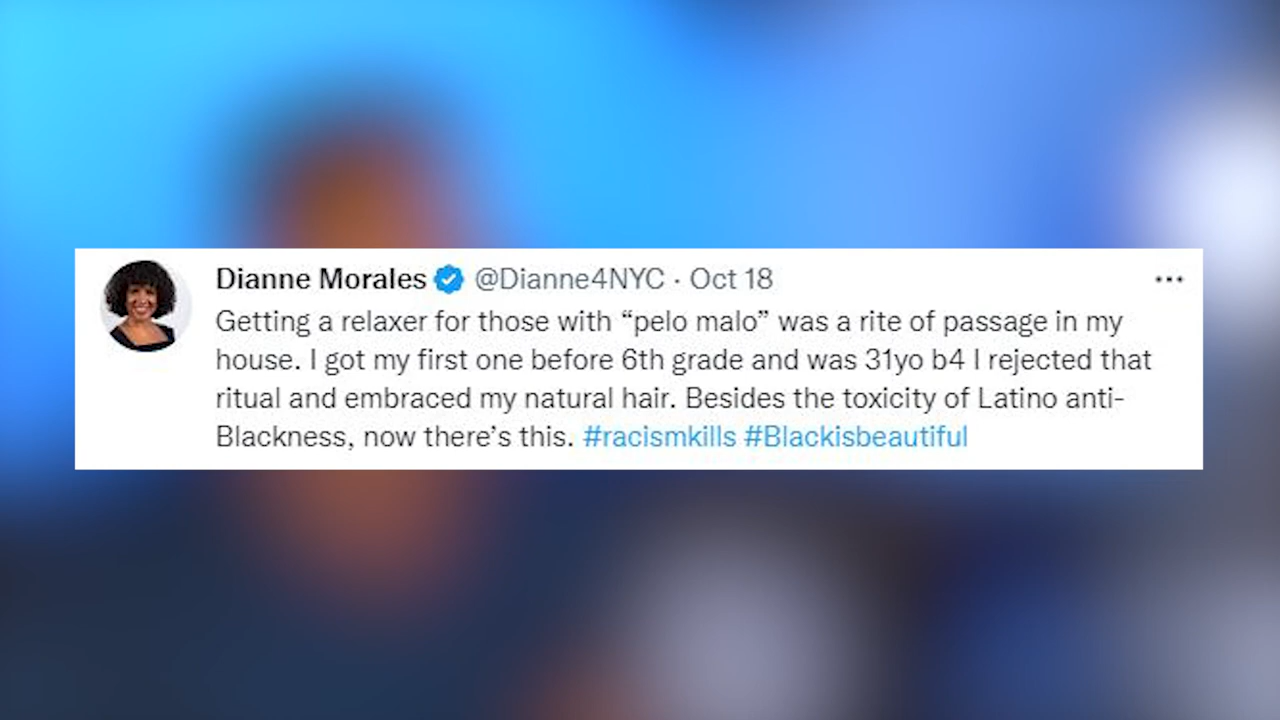 Dianne Morales @Dianne4NYC · Oct 18
Getting a relaxer for those with “pelo malo” was a rite of passage in my
house. I got my first one before 6th grade and was 31yo b4 I rejected that
ritual and embraced my natural hair. Besides the toxicity of Latino anti-
Blackness, now there’s this. #racismkills #Blackisbeautiful